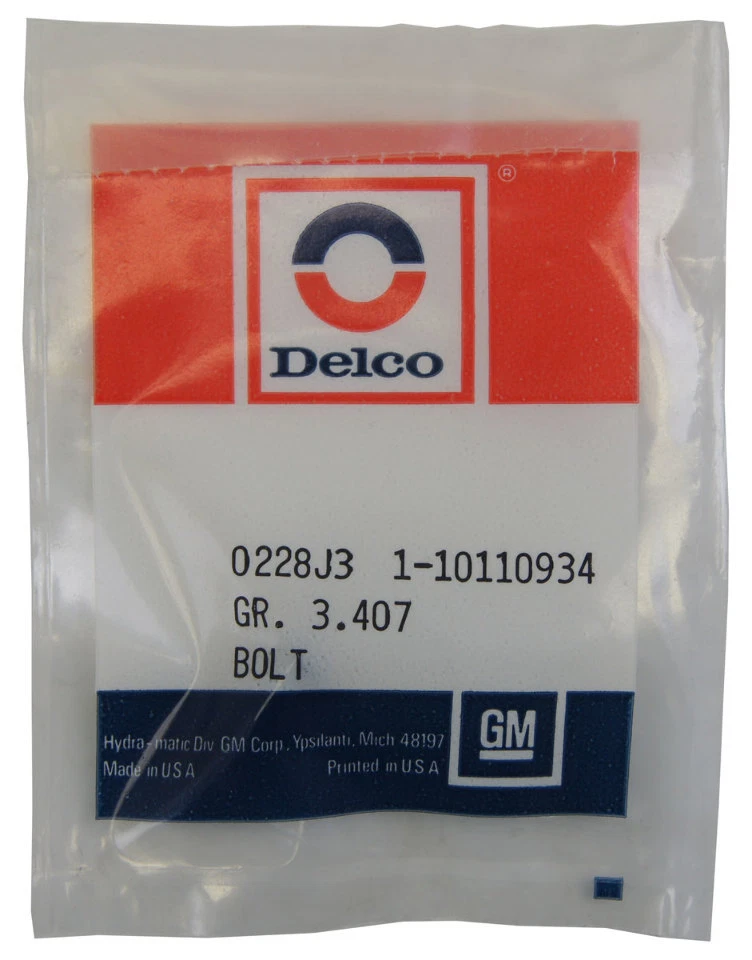 ®
Delco
0228J3 1-10110934
GR. 3.407
BOLT
GM
Hydra-matic Div GM Corp., Ypsilanti, Mich 48197
Made in USA Printed in USA